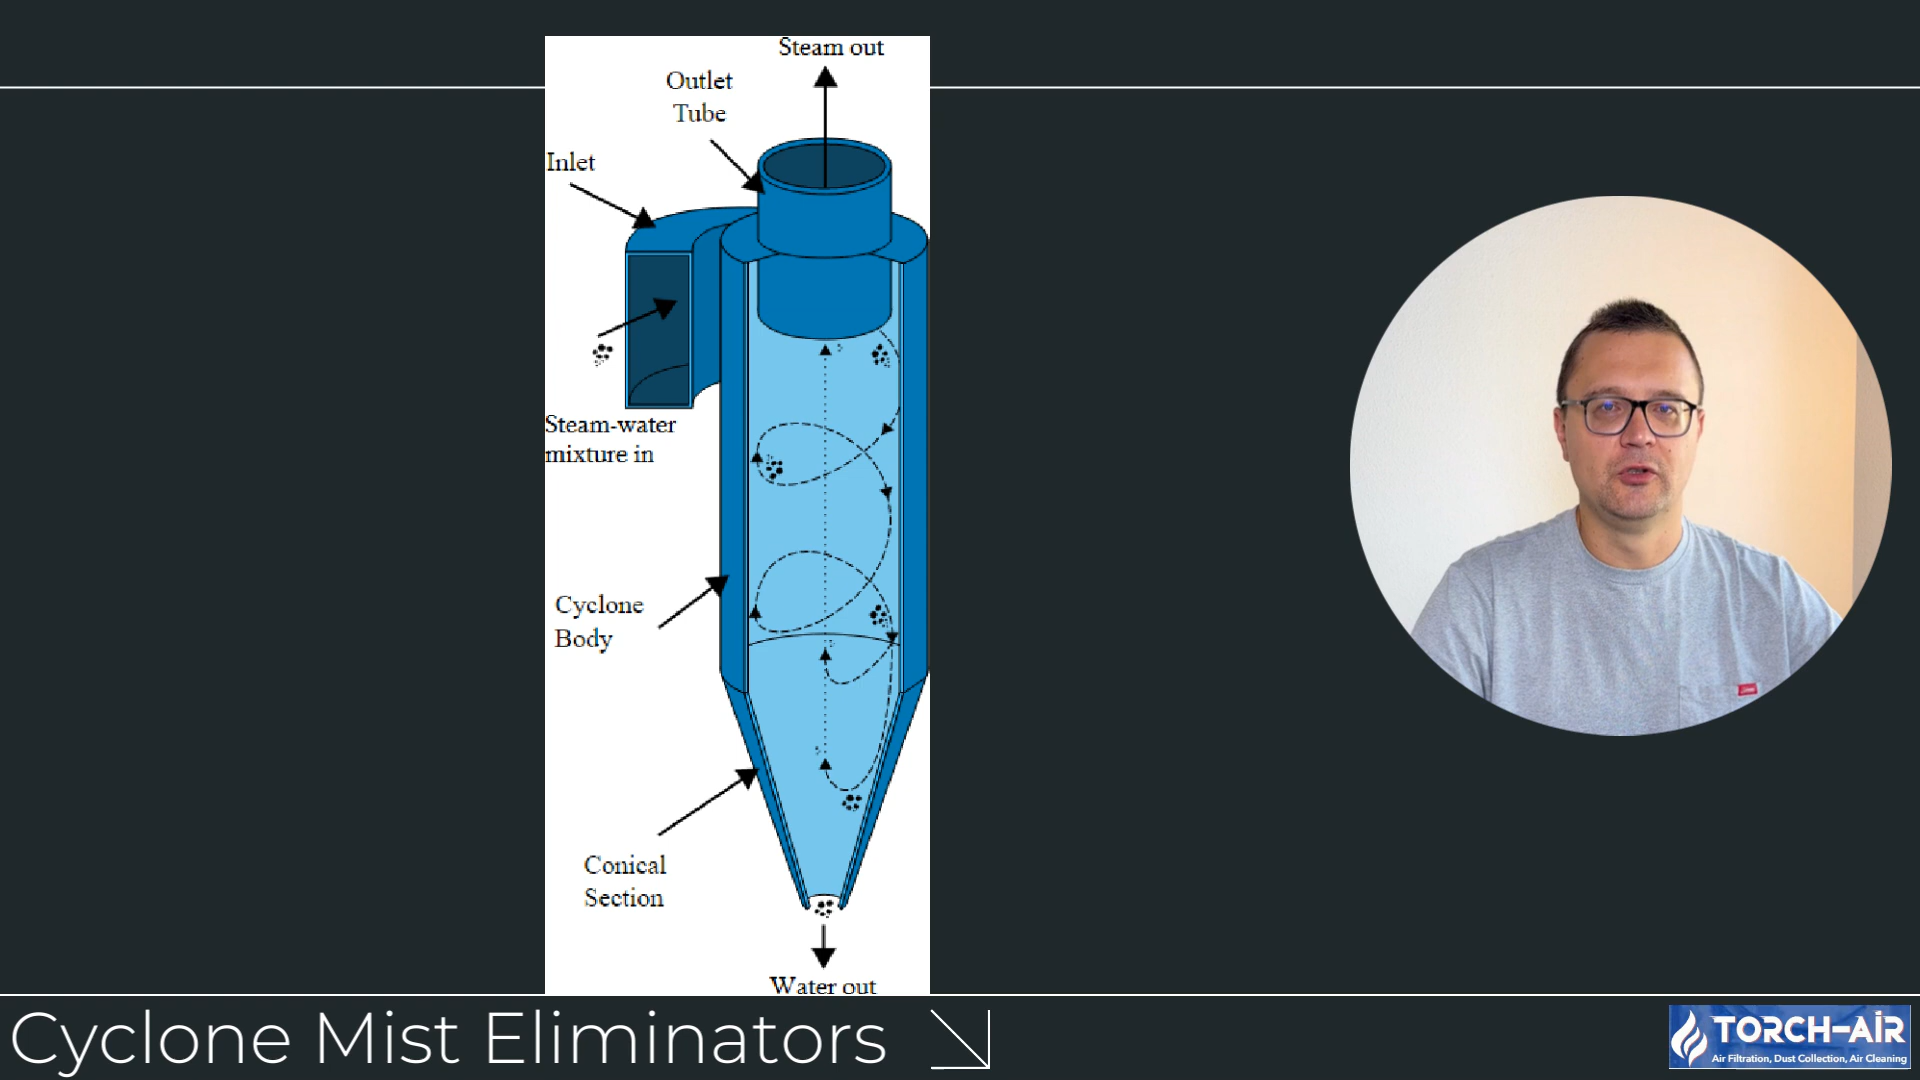 Steam out
Outlet
Tube
Inlet
Steam-water
mixture in
Cyclone
Body
Conical
Section
Water out
Cyclone Mist Eliminators
TORCH-AIR
Air Filtration, Dust Collection, Air Cleaning